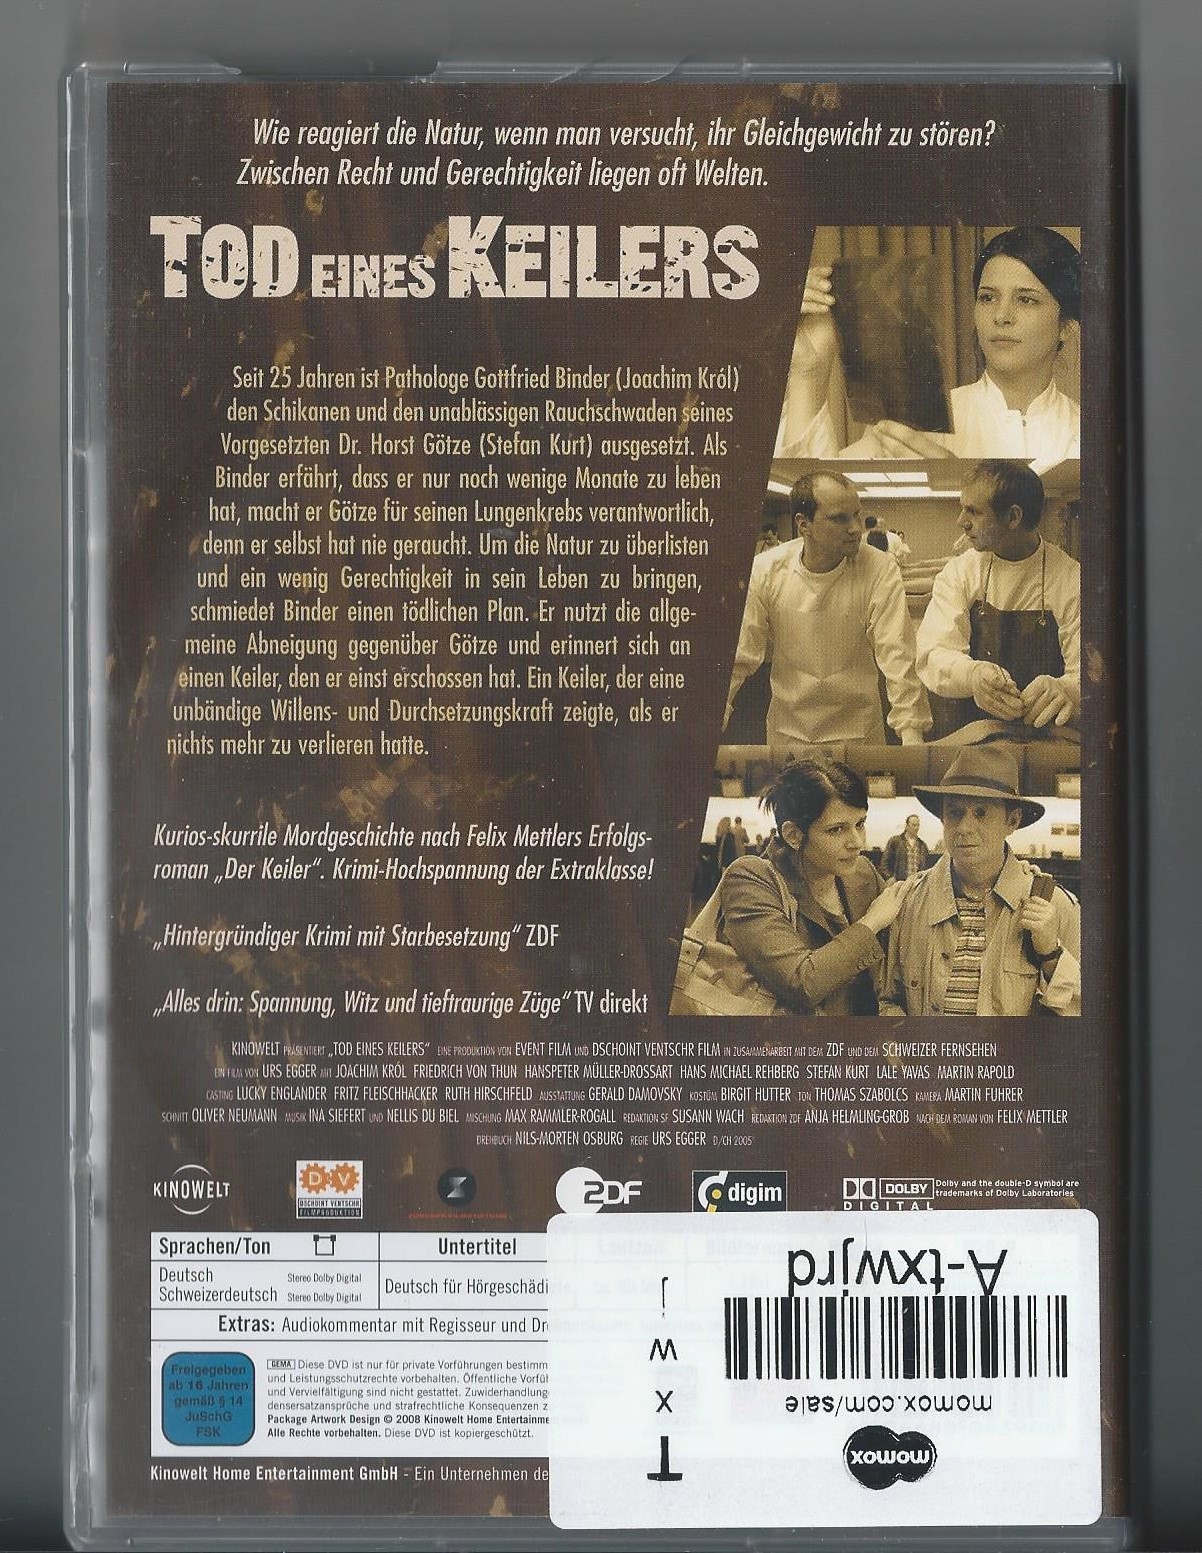 Wie reagiert die Natur, wenn man versucht, ihr Gleichgewicht zu stören?
Zwischen Recht und Gerechtigkeit liegen oft Welten.
TOD EINES KEILERS
Seit 25 Jahren ist Pathologe Gottfried Binder (Joachim Król)
den Schikanen und den unablässigen Rauchschwaden seines
Vorgesetzten Dr. Horst Götze (Stefan Kurt) ausgesetzt. Als
Binder erfährt, dass er nur noch wenige Monate zu leben
hat, macht er Götze für seinen Lungenkrebs verantwortlich,
denn er selbst hat nie geraucht. Um die Natur zu überlisten
und ein wenig Gerechtigkeit in sein Leben zu bringen,
schmiedet Binder einen tödlichen Plan. Er nutzt die allge-
meine Abneigung gegenüber Götze und erinnert sich an
einen Keiler, den er einst erschossen hat. Ein Keiler, der eine
unbändige Willens- und Durchsetzungskraft zeigte, als er
nichts mehr zu verlieren hatte.
Kurios-skurrile Mordgeschichte nach Felix Mettlers Erfolgs-
roman „Der Keiler“. Krimi-Hochspannung der Extraklasse!
„Hintergründiger Krimi mit Starbesetzung“ ZDF
„Alles drin: Spannung, Witz und tieftraurige Züge“ TV direkt
KINOWELT PRÄSENTIERT „TOD EINES KEILERS“ EINE PRODUKTION VON EVENT FILM UND DSCHOINT VENTSCHR FILM IN ZUSAMMENARBEIT MIT DEM ZDF UND DEM SCHWEIZER FERNSEHEN
EIN FILM VON URS EGGER MIT JOACHIM KRÓL FRIEDRICH VON THUN HANSPETER MÜLLER-DROSSART HANS MICHAEL REHBERG STEFAN KURT LALE YAVAS MARTIN RAPOLD
CASTING LUCKY ENGLANDER FRITZ FLEISCHHACKER RUTH HIRSCHFELD AUSSTATTUNG GERALD DAMOVSKY KOSTÜM BIRGIT HUTTER TON THOMAS SZABOLCS KAMERA MARTIN FUHRER
SCHNITT OLIVER NEUMANN MUSIK INA SIEFERT UND NELLIS DU BIEL MISCHUNG MAX RAMMLER-ROGALL REDAKTION SF SUSANN WACH REDAKTION ZDF ANJA HELMLING-GROB NACH DEM ROMAN VON FELIX METTLER
DREHBUCH NILS-MORTEN OSBURG REGIE URS EGGER D/CH 2005
KINOWELT
DV
DSCHOINT VENTSCHR
FILMPRODUKTION
ZDF
digim
DOLBY
DIGITAL
Dolby and the double-D symbol are
trademarks of Dolby Laboratories
Sprachen/Ton
Deutsch Stereo Dolby Digital
Schweizerdeutsch Stereo Dolby Digital
Untertitel
Deutsch für Hörgeschädi
Extras: Audiokommentar mit Regisseur und Dr
Freigegeben
ab 16 Jahren
gemäß § 14
JuSchG
FSK
GEMA Diese DVD ist nur für private Vorführungen bestimm
und Leistungsschutzrechte vorbehalten. Öffentliche Vorfüh
und Vervielfältigung sind nicht gestattet. Zuwiderhandlung
densersatzansprüche und strafrechtliche Konsequenzen z
Package Artwork Design © 2008 Kinowelt Home Entertainme
Alle Rechte vorbehalten. Diese DVD ist kopiergeschützt.
Kinowelt Home Entertainment GmbH - Ein Unternehmen de
momox
momox.com/sale
A-txwjrd
T
x
w
j